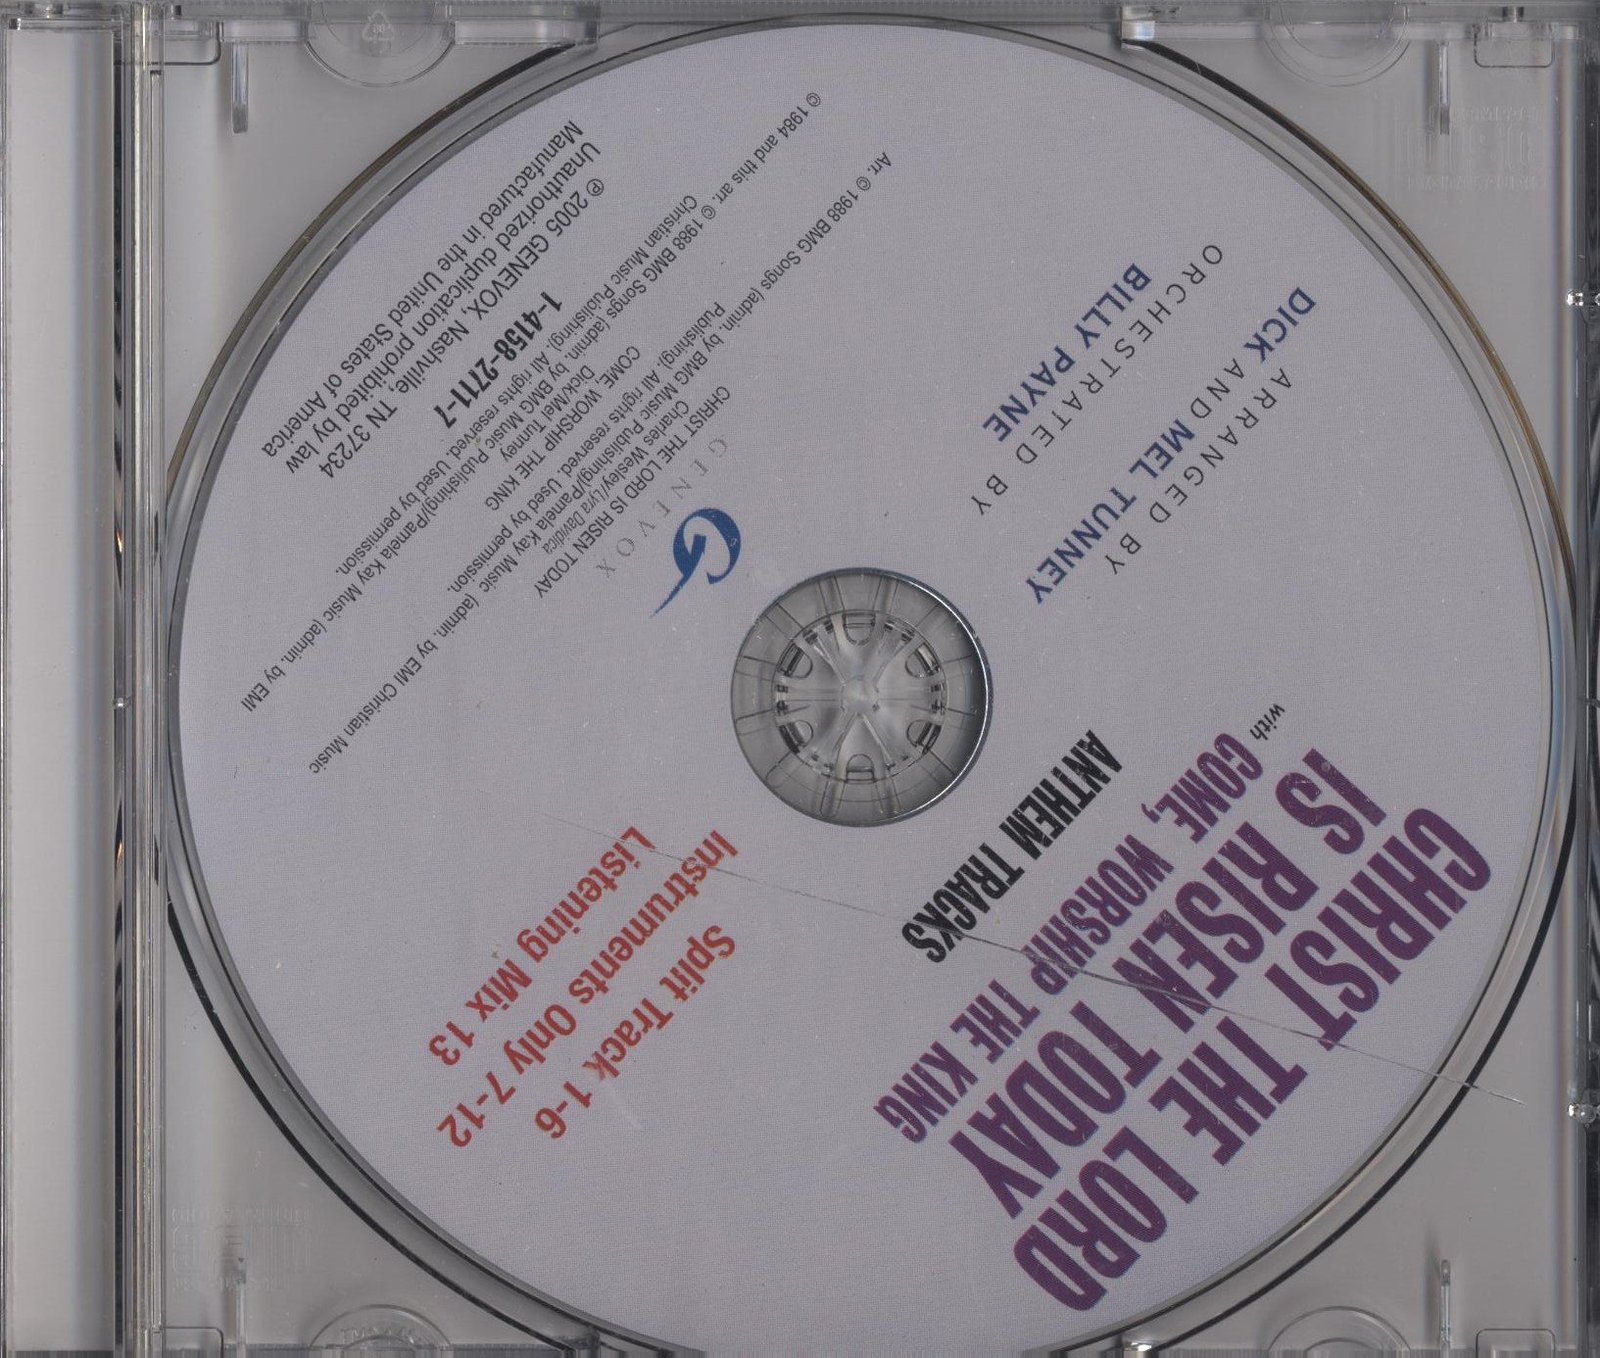 CHRIST THE LORD
IS RISEN TODAY
with COME, WORSHIP THE KING
ANTHEM TRACKS
ARRANGED BY
DICK AND MEL TUNNEY
ORCHESTRATED BY
BILLY PAYNE
Split Track 1-6
Instruments Only 7-12
Listening Mix 13
GENEVOX
CHRIST THE LORD IS RISEN TODAY
Charles Wesley/Lyra Davidica
Arr. © 1988 BMG Songs (admin. by BMG Music Publishing)/Pamela Kay Music (admin. by EMI Christian Music
Publishing). All rights reserved. Used by permission.
COME, WORSHIP THE KING
Dick/Mel Tunney
© 1984 and this arr. © 1988 BMG Songs (admin. by BMG Music Publishing/Pamela Kay Music (admin. by EMI
Christian Music Publishing). All rights reserved. Used by permission.
1-4158-2711-7
℗ 2005 GENEVOX, Nashville, TN 37234
Unauthorized duplication prohibited by law
Manufactured in the United States of America